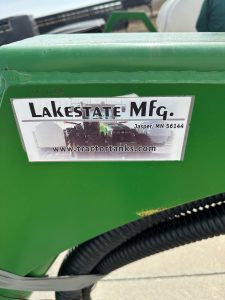 Lakestate Mfg.
Jasper, MN 56144
www.tractortanks.com